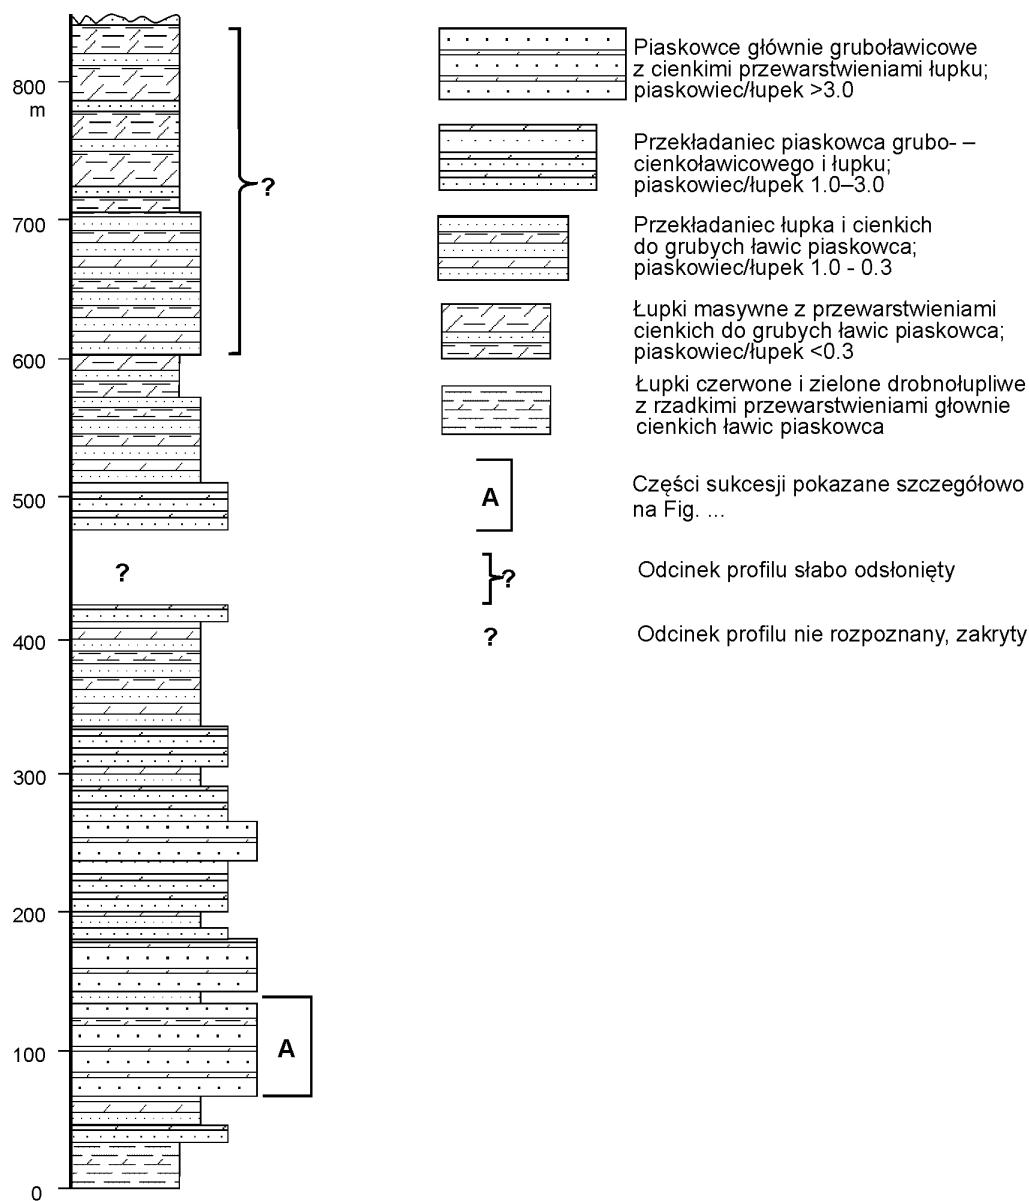 800
m
700
600
500
400
300
200
100
0
?
?
A
Piaskowce głównie gruboławicowe
z cienkimi przewarstwieniami łupku;
piaskowiec/łupek >3.0
Przekładaniec piaskowca grubo- –
cienkoławicowego i łupku;
piaskowiec/łupek 1.0–3.0
Przekładaniec łupka i cienkich
do grubych ławic piaskowca;
piaskowiec/łupek 1.0 - 0.3
Łupki masywne z przewarstwieniami
cienkich do grubych ławic piaskowca;
piaskowiec/łupek <0.3
Łupki czerwone i zielone drobnołupliwe
z rzadkimi przewarstwieniami głownie
cienkich ławic piaskowca
A
Części sukcesji pokazane szczegółowo
na Fig. ...
?
Odcinek profilu słabo odsłonięty
?
Odcinek profilu nie rozpoznany, zakryty